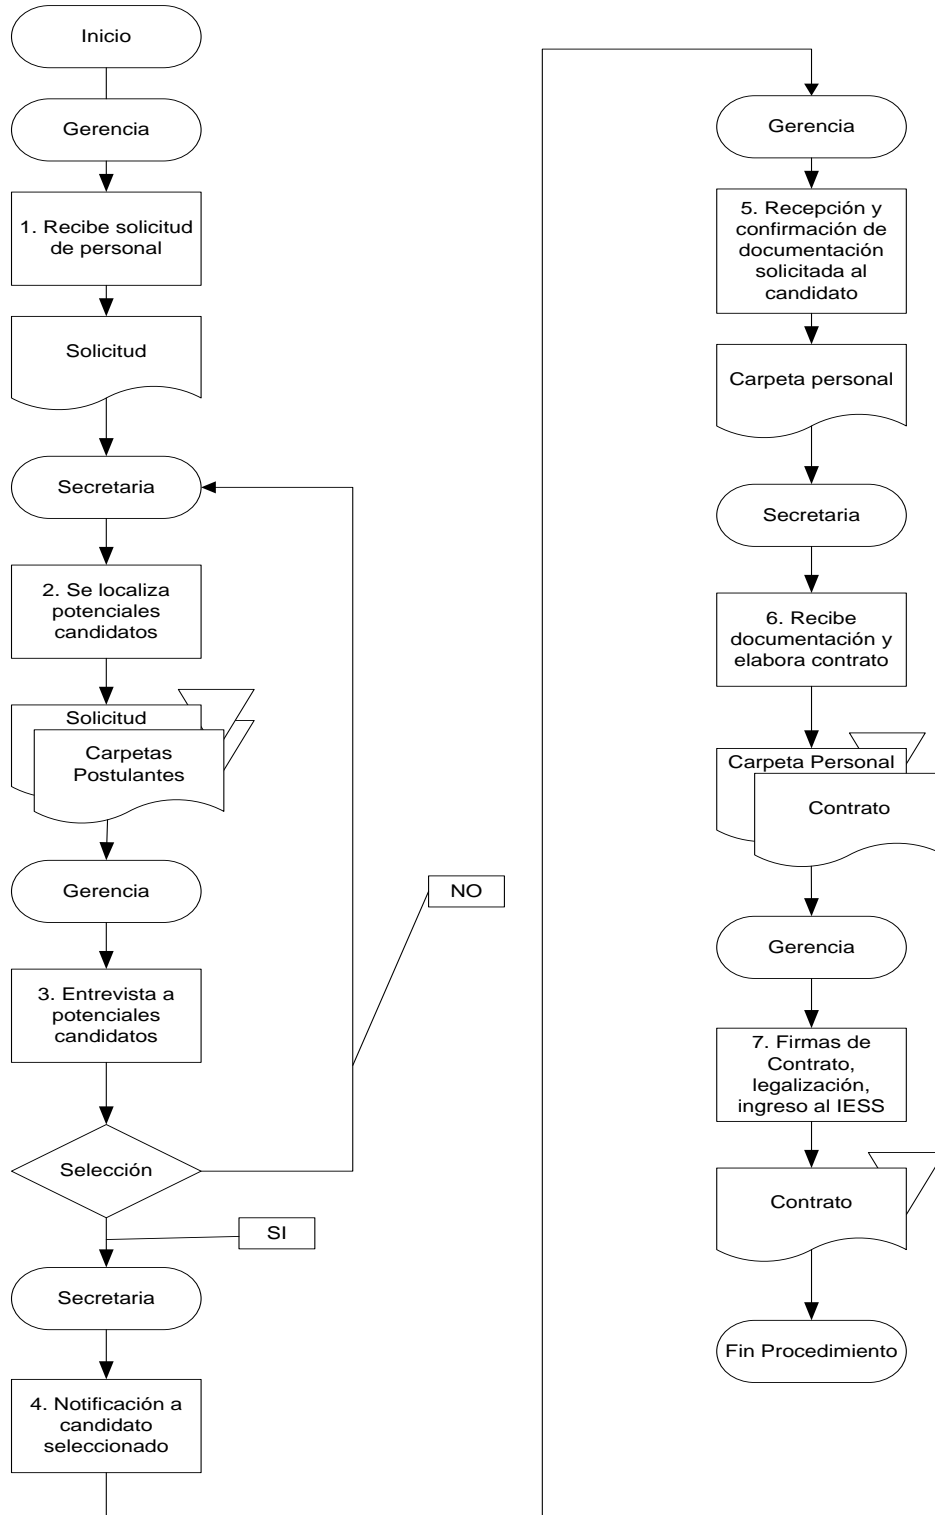 Inicio
Gerencia
1. Recibe solicitud
de personal
Solicitud
Secretaria
2. Se localiza
potenciales
candidatos
Solicitud
Carpetas
Postulantes
Gerencia
NO
3. Entrevista a
potenciales
candidatos
Selección
SI
Secretaria
4. Notificación a
candidato
seleccionado
Gerencia
5. Recepción y
confirmación de
documentación
solicitada al
candidato
Carpeta personal
Secretaria
6. Recibe
documentación y
elabora contrato
Carpeta Personal
Contrato
Gerencia
7. Firmas de
Contrato,
legalización,
ingreso al IESS
Contrato
Fin Procedimiento